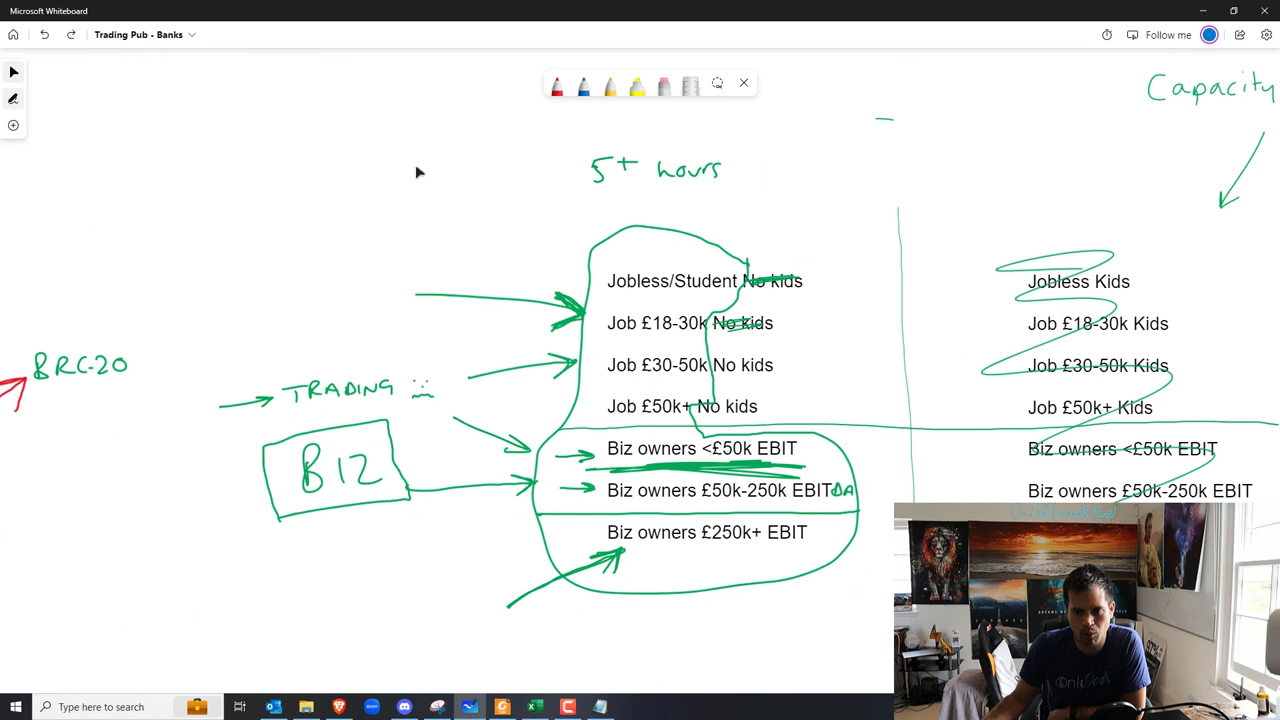 Microsoft Whiteboard
Trading Pub - Banks
Follow me
Capacity
5+ hours
Jobless/Student No kids
Job £18-30k No kids
Job £30-50k No kids
Job £50k+ No kids
Biz owners <£50k EBIT
Biz owners £50k-250k EBITDA
Biz owners £250k+ EBIT
Jobless Kids
Job £18-30k Kids
Job £30-50k Kids
Job £50k+ Kids
Biz owners <£50k EBIT
Biz owners £50k-250k EBIT
BRC-20
TRADING
BIZ
Type here to search